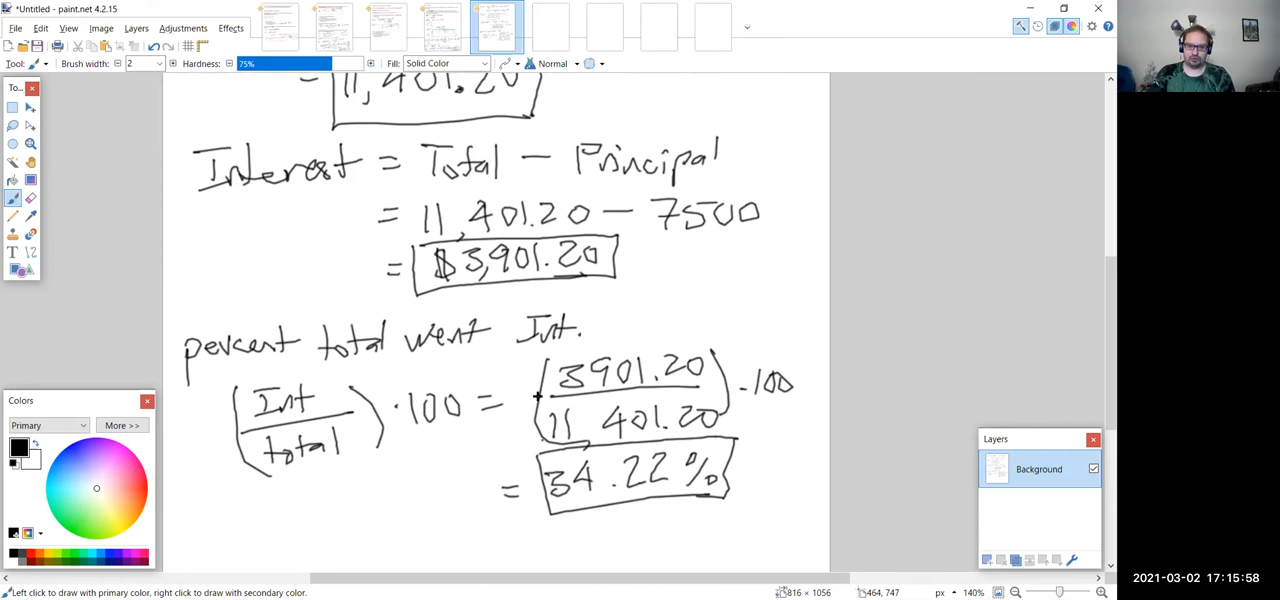 *Untitled - paint.net 4.2.15
File Edit View Image Layers Adjustments Effects
Tool: Brush width: 2 Hardness: 75% Fill: Solid Color Normal
To...
= 11,401.20
Interest = Total - Principal
= 11,401.20 - 7500
= $3,901.20
percent total went Int.
(Int/total) · 100 = (3901.20/11,401.20) · 100
= 34.22%
Colors
Primary More >>
Layers
Background
Left click to draw with primary color, right click to draw with secondary color.
816 x 1056 464, 747 px 140%
2021-03-02 17:15:58